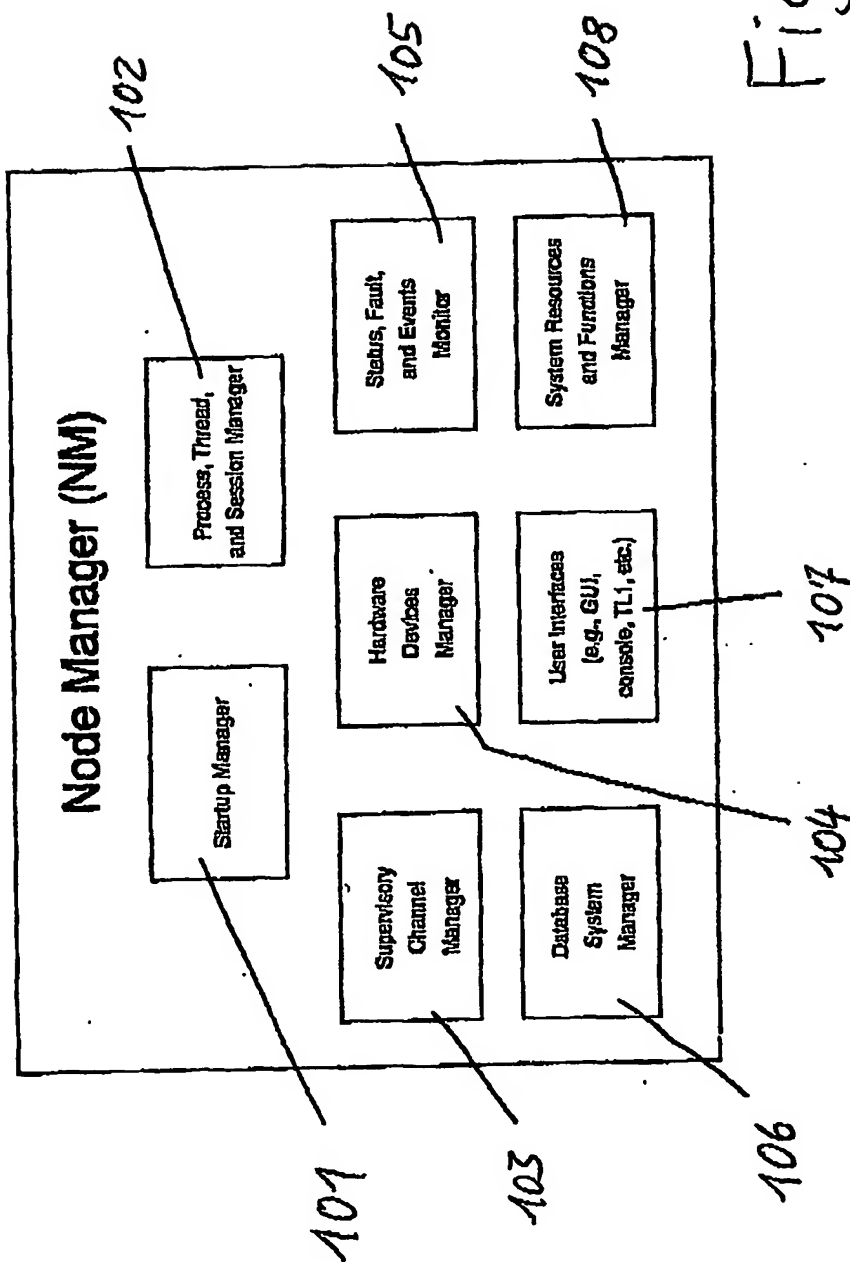 Node Manager (NM)
102
Startup Manager
Process, Thread,
and Session Manager
101
105
Supervisory
Channel
Manager
Hardware
Devices
Manager
Status, Fault,
and Events
Monitor
103
108
Database
System
Manager
User Interfaces
(e.g., GUI,
console, TL1, etc.)
System Resources
and Functions
Manager
106
104
107